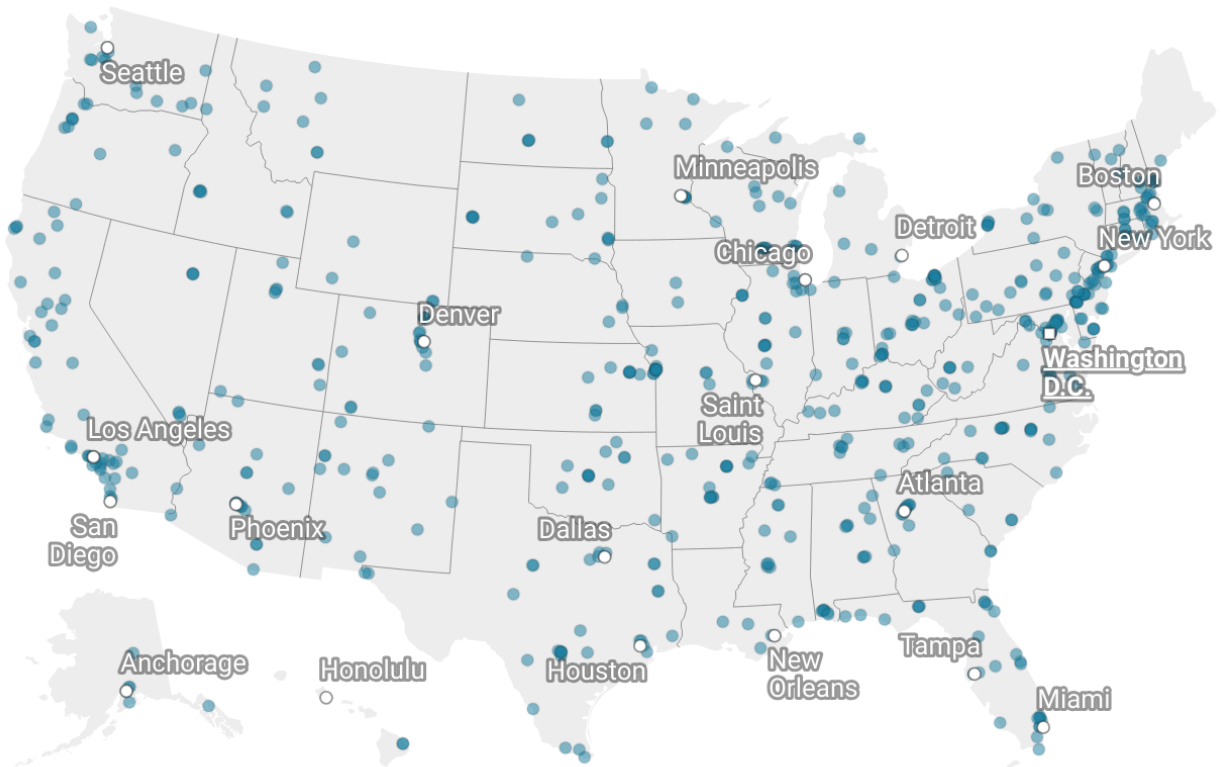 Seattle
Minneapolis
Boston
Detroit
New York
Chicago
Denver
Washington
D.C.
Saint
Louis
Los Angeles
Atlanta
San
Diego
Phoenix
Dallas
Anchorage
Honolulu
Houston
New
Orleans
Tampa
Miami